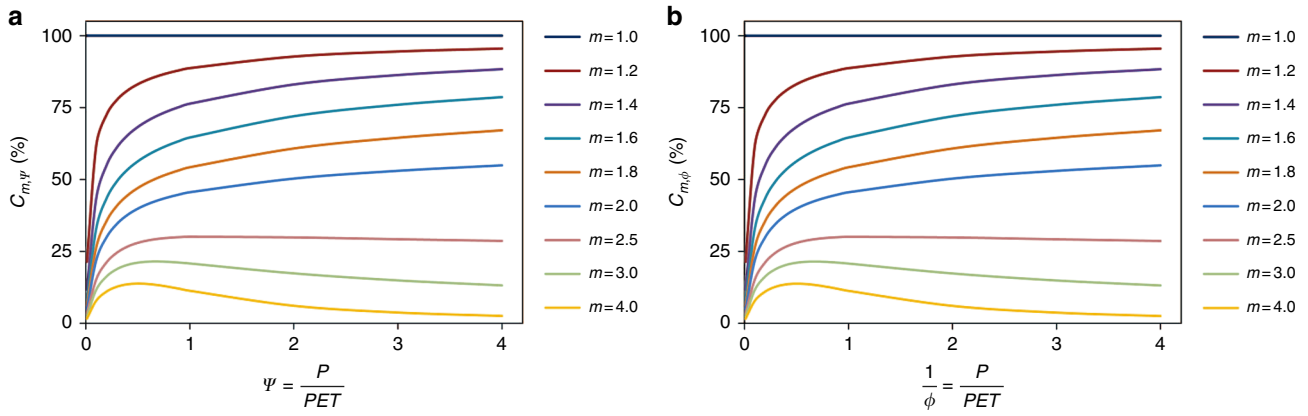 a
C_{m,Ψ} (%)
100
75
50
25
0
0 1 2 3 4
Ψ = P / PET
m = 1.0
m = 1.2
m = 1.4
m = 1.6
m = 1.8
m = 2.0
m = 2.5
m = 3.0
m = 4.0
b
C_{m,ϕ} (%)
100
75
50
25
0
0 1 2 3 4
1 / ϕ = P / PET
m = 1.0
m = 1.2
m = 1.4
m = 1.6
m = 1.8
m = 2.0
m = 2.5
m = 3.0
m = 4.0